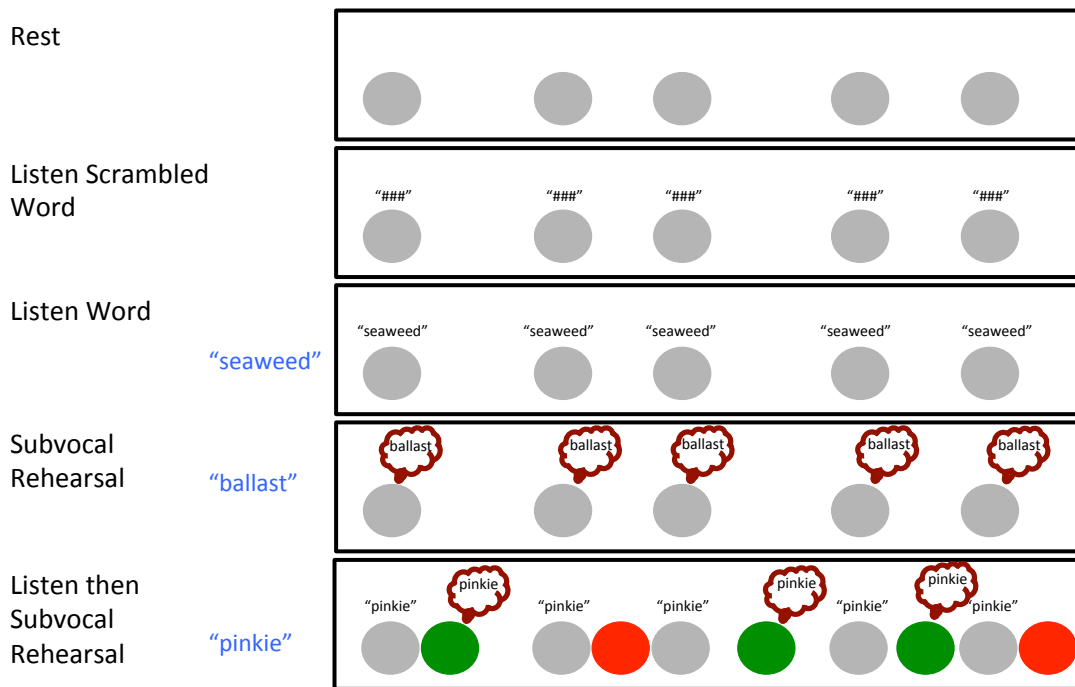 Rest
Listen Scrambled
Word
“###” “###” “###” “###” “###”
Listen Word
“seaweed”
“seaweed” “seaweed” “seaweed” “seaweed” “seaweed”
Subvocal
Rehearsal
“ballast”
ballast ballast ballast ballast ballast
Listen then
Subvocal
Rehearsal
“pinkie”
pinkie pinkie pinkie
“pinkie” “pinkie” “pinkie” “pinkie” “pinkie”